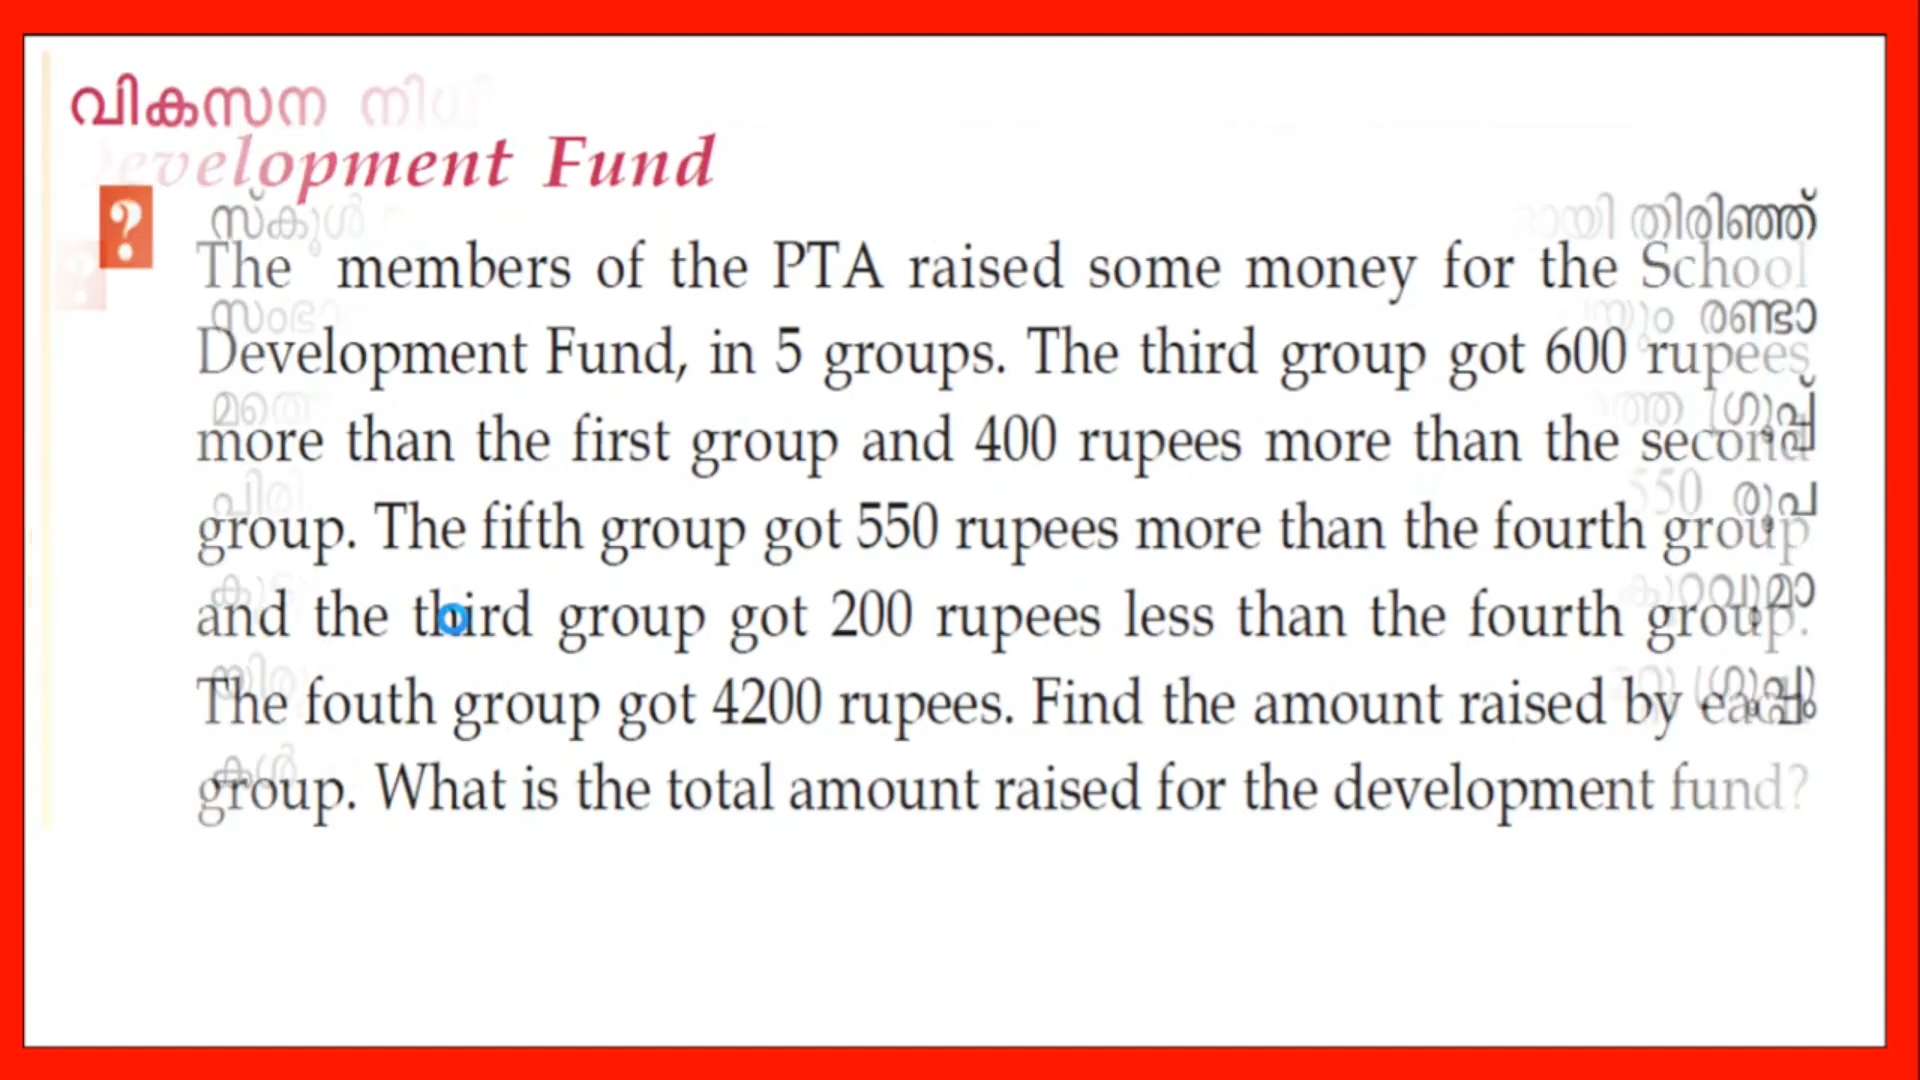 വികസന നിധി
Development Fund
?
സ്കൂൾ
തിരിഞ്ഞ്
The members of the PTA raised some money for the School
രണ്ടാ
Development Fund, in 5 groups. The third group got 600 rupees
ഗ്രൂപ്പ്
more than the first group and 400 rupees more than the second
550 രൂപ
group. The fifth group got 550 rupees more than the fourth group
and the third group got 200 rupees less than the fourth group.
The fouth group got 4200 rupees. Find the amount raised by each
group. What is the total amount raised for the development fund?